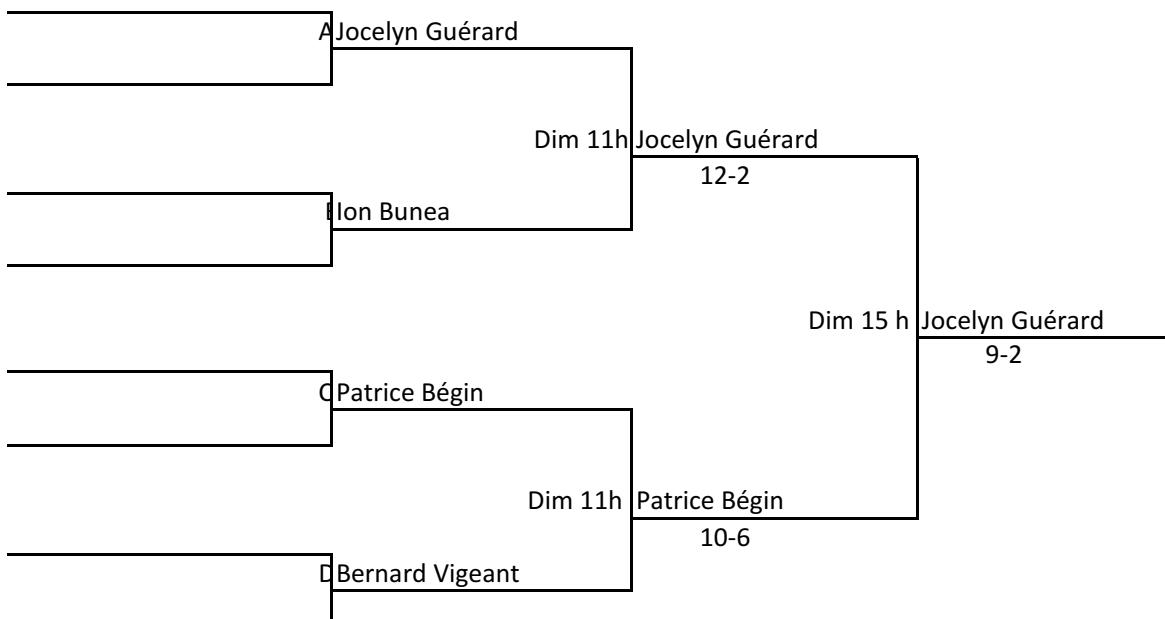 A Jocelyn Guérard
Dim 11h Jocelyn Guérard
12-2
Ion Bunea
Dim 15 h Jocelyn Guérard
9-2
C Patrice Bégin
Dim 11h Patrice Bégin
10-6
D Bernard Vigeant